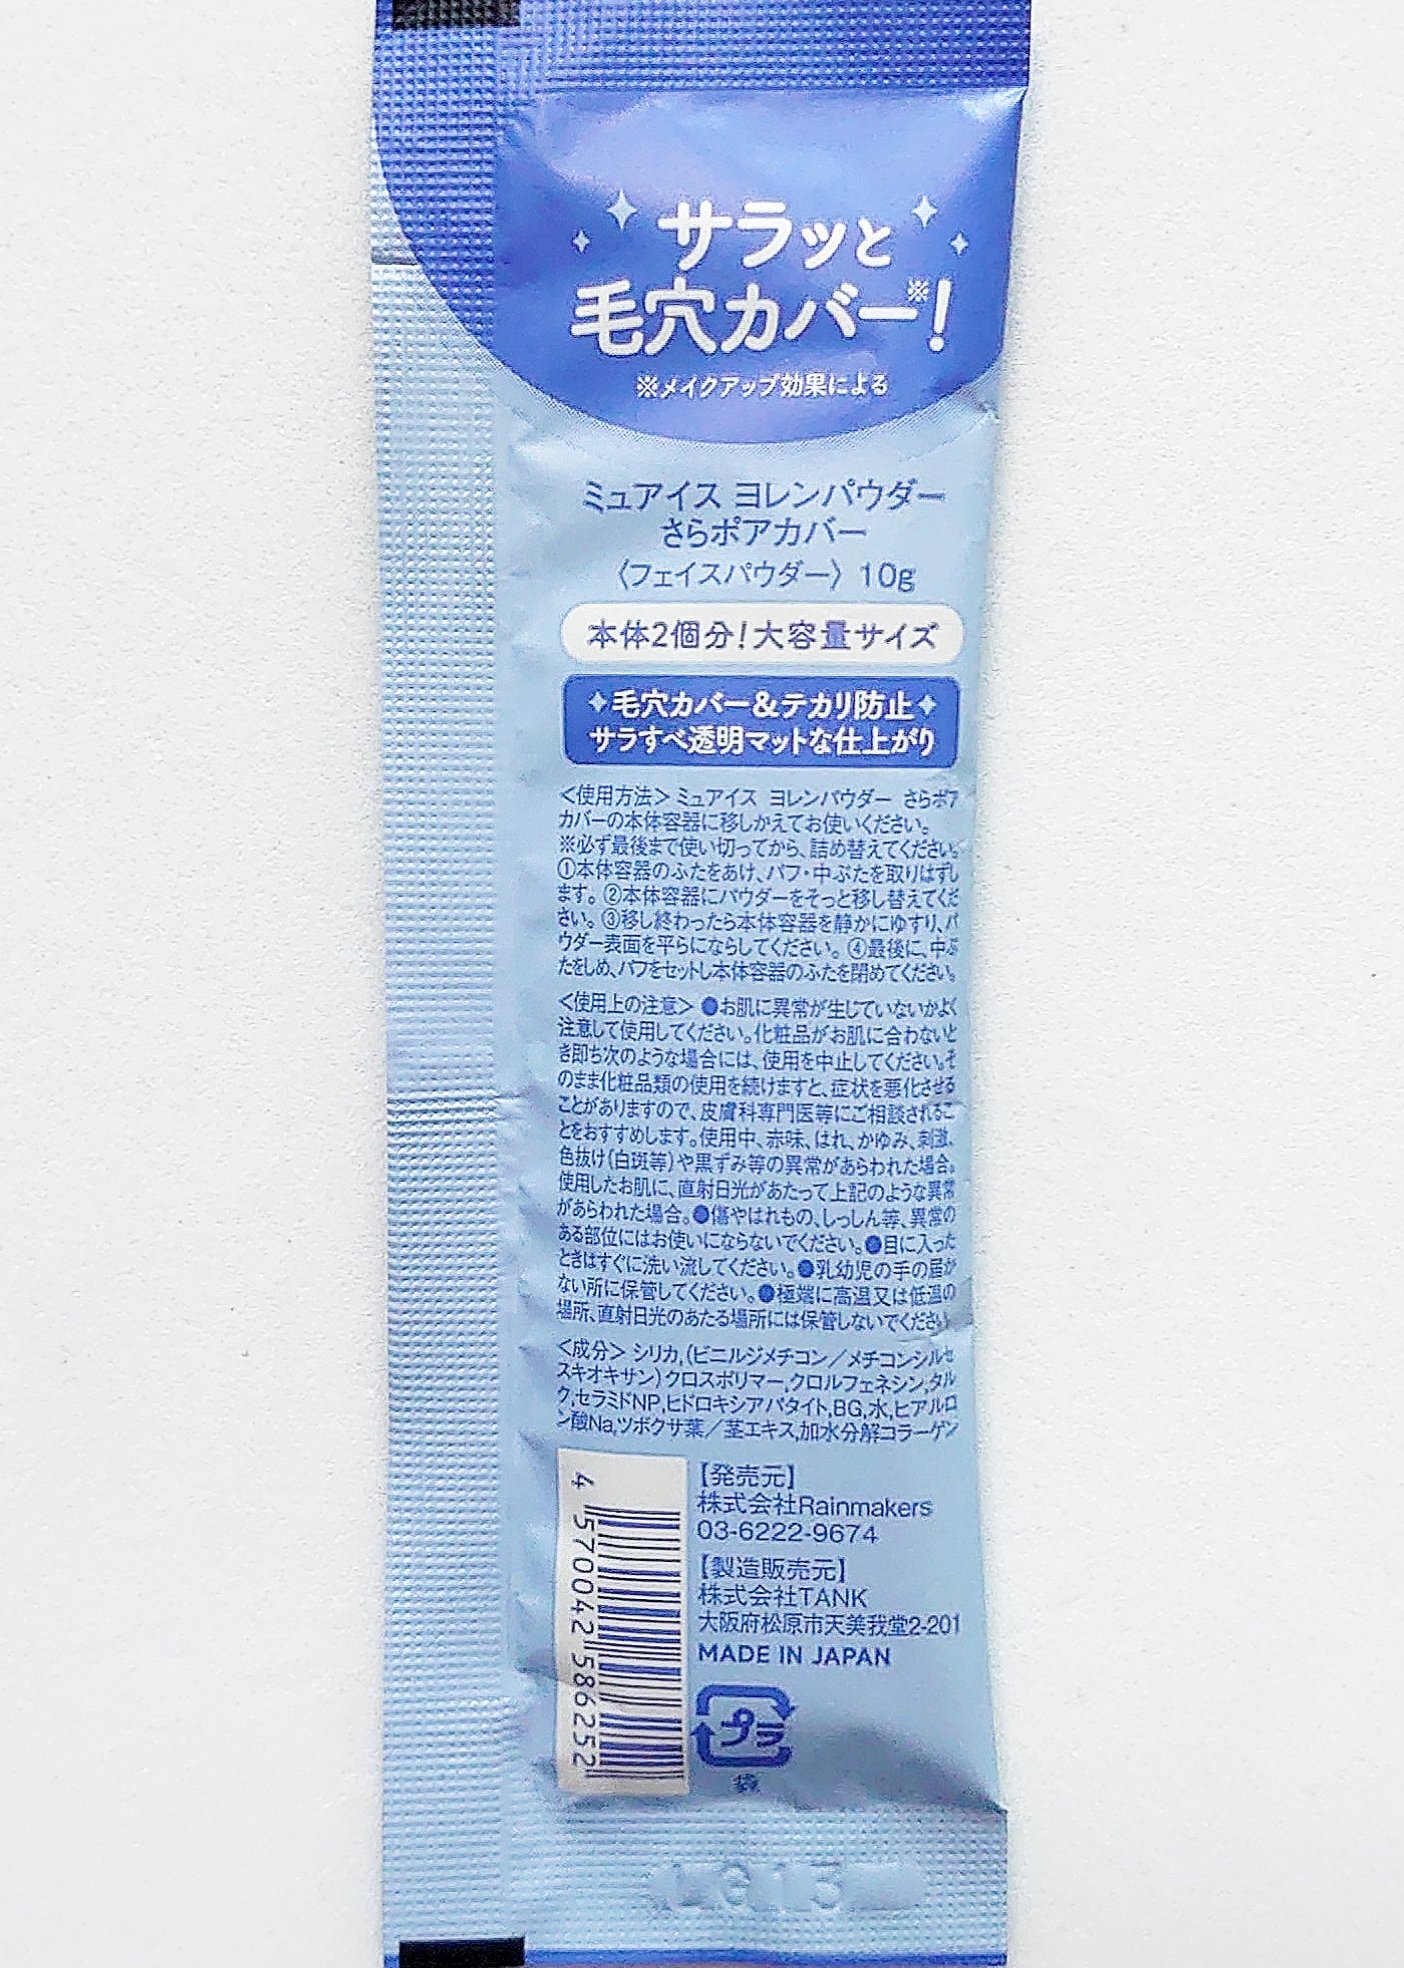 サラッと
毛穴カバー※!
※メイクアップ効果による
ミュアイス ヨレンパウダー
さらポアカバー
〈フェイスパウダー〉 10g
本体2個分!大容量サイズ
毛穴カバー&テカリ防止
サラすべ透明マットな仕上がり
<使用方法> ミュアイス ヨレンパウダー さらポア
カバーの本体容器に移しかえてお使いください。
※必ず最後まで使い切ってから、詰め替えてください。
①本体容器のふたをあけ、パフ・中ぶたを取りはずし
ます。②本体容器にパウダーをそっと移し替えてくだ
さい。③移し終わったら本体容器を静かにゆすり、パ
ウダー表面を平らにならしてください。④最後に、中ぶ
たをしめ、パフをセットし本体容器のふたを閉めてください。
<使用上の注意> ●お肌に異常が生じていないかよく
注意して使用してください。化粧品がお肌に合わないと
き即ち次のような場合には、使用を中止してください。そ
のまま化粧品類の使用を続けますと、症状を悪化させる
ことがありますので、皮膚科専門医等にご相談されるこ
とをおすすめします。使用中、赤味、はれ、かゆみ、刺激、
色抜け(白斑等)や黒ずみ等の異常があらわれた場合。
使用したお肌に、直射日光があたって上記のような異常
があらわれた場合。●傷やはれもの、しっしん等、異常の
ある部位にはお使いにならないでください。●目に入った
ときはすぐに洗い流してください。●乳幼児の手の届か
ない所に保管してください。●極端に高温又は低温の
場所、直射日光のあたる場所には保管しないでください。
<成分> シリカ,(ビニルジメチコン/メチコンシルセ
スキオキサン)クロスポリマー,クロルフェネシン,タル
ク,セラミドNP,ヒドロキシアパタイト,BG,水,ヒアルロ
ン酸Na,ツボクサ葉/茎エキス,加水分解コラーゲン
4 570042 586252
【発売元】
株式会社Rainmakers
03-6222-9674
【製造販売元】
株式会社TANK
大阪府松原市天美我堂2-201
MADE IN JAPAN
プラ
袋